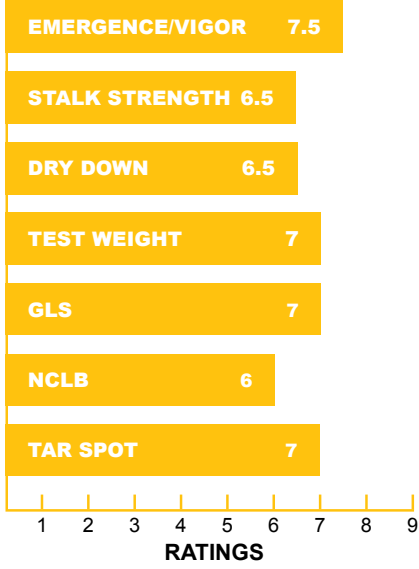 EMERGENCE/VIGOR 7.5
STALK STRENGTH 6.5
DRY DOWN 6.5
TEST WEIGHT 7
GLS 7
NCLB 6
TAR SPOT 7
1 2 3 4 5 6 7 8 9
RATINGS